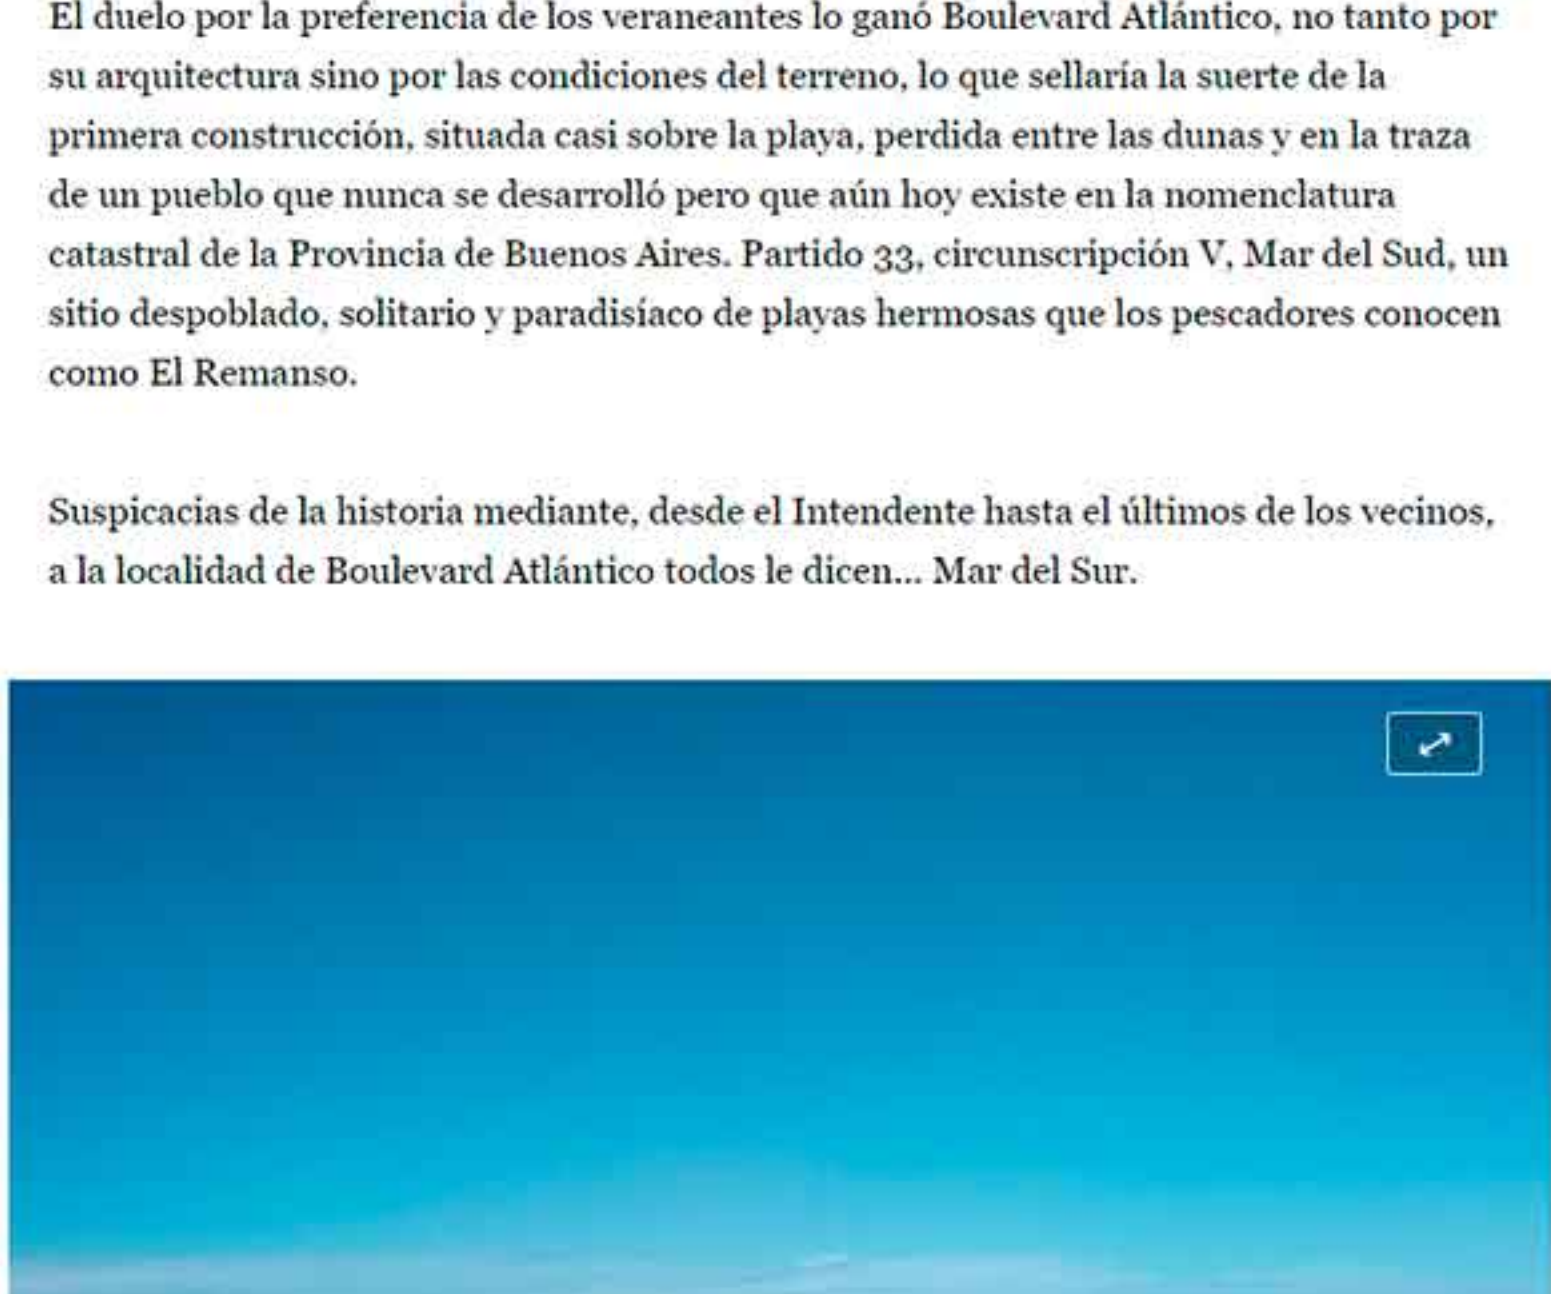 El duelo por la preferencia de los veraneantes lo ganó Boulevard Atlántico, no tanto por
su arquitectura sino por las condiciones del terreno, lo que sellaría la suerte de la
primera construcción, situada casi sobre la playa, perdida entre las dunas y en la traza
de un pueblo que nunca se desarrolló pero que aún hoy existe en la nomenclatura
catastral de la Provincia de Buenos Aires. Partido 33, circunscripción V, Mar del Sud, un
sitio despoblado, solitario y paradisíaco de playas hermosas que los pescadores conocen
como El Remanso.
Suspicacias de la historia mediante, desde el Intendente hasta el últimos de los vecinos,
a la localidad de Boulevard Atlántico todos le dicen... Mar del Sur.